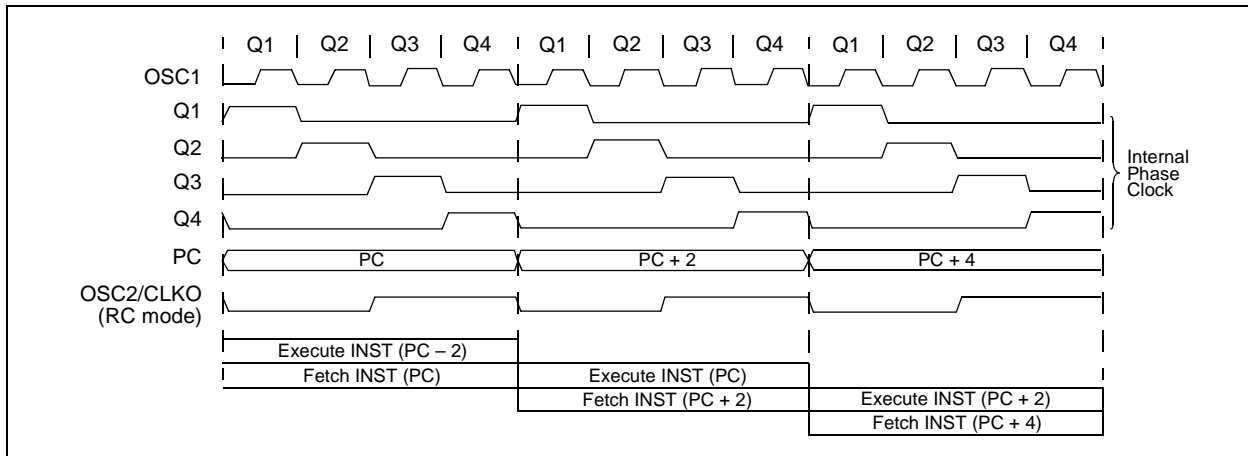 Q1 Q2 Q3 Q4 Q1 Q2 Q3 Q4 Q1 Q2 Q3 Q4
OSC1
Q1
Q2
Q3
Q4
Internal
Phase
Clock
PC PC PC + 2 PC + 4
OSC2/CLKO
(RC mode)
Execute INST (PC – 2)
Fetch INST (PC) Execute INST (PC)
Fetch INST (PC + 2) Execute INST (PC + 2)
Fetch INST (PC + 4)